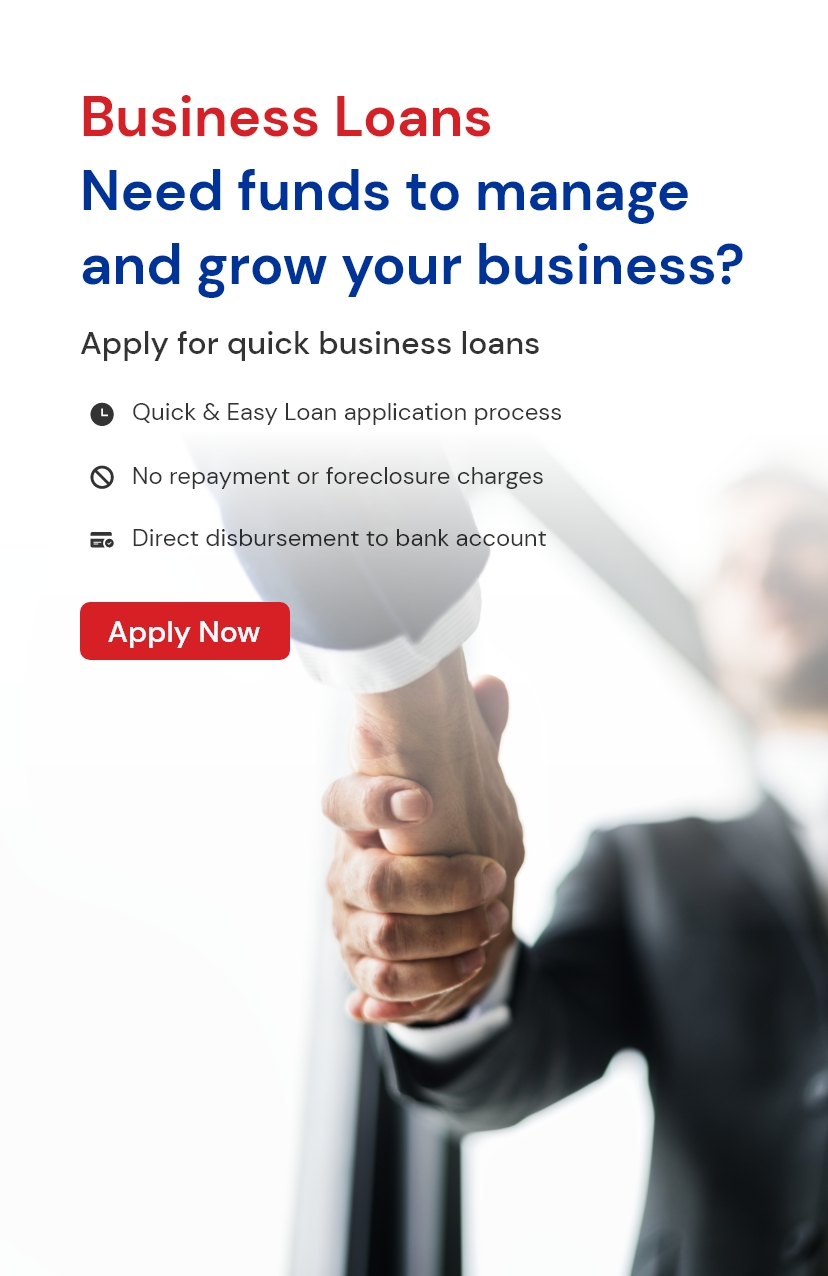 Business Loans
Need funds to manage
and grow your business?
Apply for quick business loans
Quick & Easy Loan application process
No repayment or foreclosure charges
Direct disbursement to bank account
Apply Now